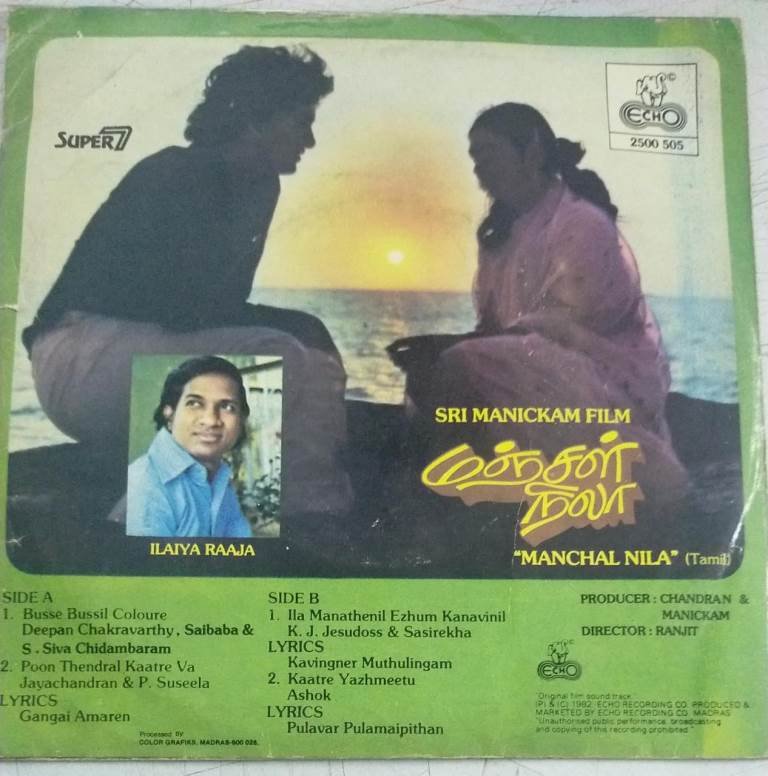 SUPER 7
©
ECHO
2500 505
SRI MANICKAM FILM
மஞ்சள்
நிலா
"MANCHAL NILA" (Tamil)
ILAIYA RAAJA
SIDE A
1. Busse Bussil Coloure
Deepan Chakravarthy, Saibaba &
S. Siva Chidambaram
2. Poon Thendral Kaatre Va
Jayachandran & P. Suseela
LYRICS
Gangai Amaren
SIDE B
1. Ila Manathenil Ezhum Kanavinil
K. J. Jesudoss & Sasirekha
LYRICS
Kavingner Muthulingam
2. Kaatre Yazhmeetu
Ashok
LYRICS
Pulavar Pulamaipithan
PRODUCER : CHANDRAN &
MANICKAM
DIRECTOR : RANJIT
ECHO
"Original film sound track.
(P) & (C) 1982. ECHO RECORDING CO. PRODUCED &
MARKETED BY ECHO RECORDING CO. MADRAS
"Unauthorised public performance, broadcasting
and copying of this recording prohibited."
Processed by
COLOR GRAFIKS, MADRAS-600 026.